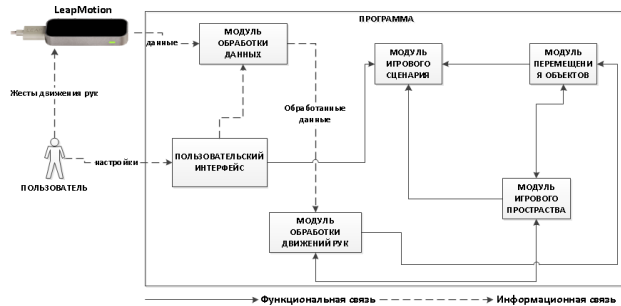 LeapMotion
ПРОГРАММА
данные
МОДУЛЬ
ОБРАБОТКИ
ДАННЫХ
МОДУЛЬ
ИГРОВОГО
СЦЕНАРИЯ
МОДУЛЬ
ПЕРЕМЕЩЕНИ
Я ОБЪЕКТОВ
Жесты движения рук
Обработанные
данные
ПОЛЬЗОВАТЕЛЬ
настройки
ПОЛЬЗОВАТЕЛЬСКИЙ
ИНТЕРФЕЙС
МОДУЛЬ
ИГРОВОГО
ПРОСТРАСТВА
МОДУЛЬ
ОБРАБОТКИ
ДВИЖЕНИЙ РУК
Функциональная связь
Информационная связь